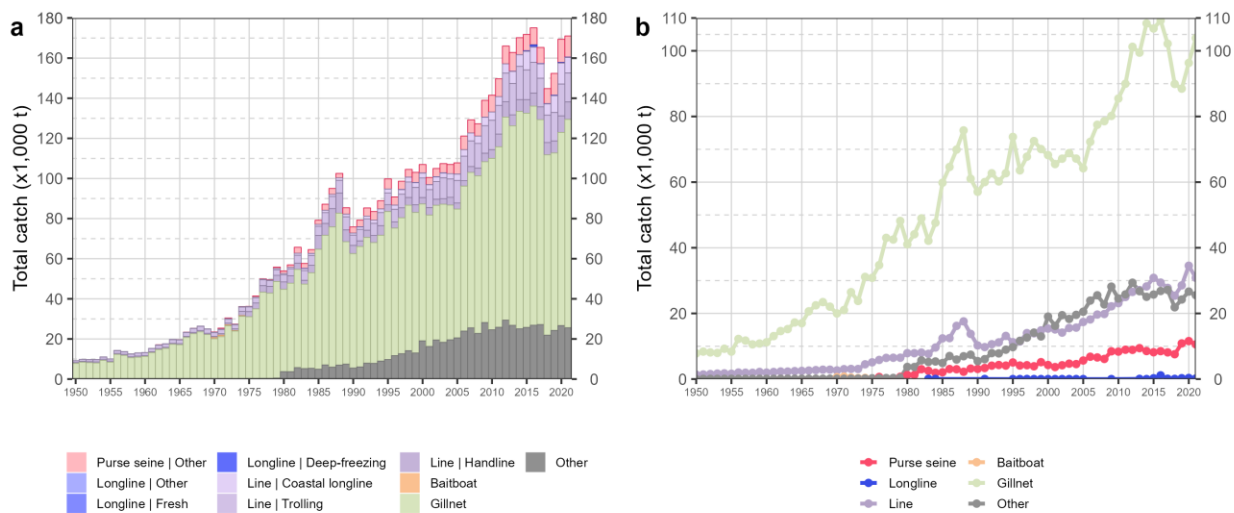 a
Total catch (x1,000 t)
180
160
140
120
100
80
60
40
20
0
180
160
140
120
100
80
60
40
20
0
1950 1955 1960 1965 1970 1975 1980 1985 1990 1995 2000 2005 2010 2015 2020
Purse seine | Other
Longline | Other
Longline | Fresh
Longline | Deep-freezing
Line | Coastal longline
Line | Trolling
Line | Handline
Baitboat
Gillnet
Other
b
Total catch (x1,000 t)
110
100
80
60
40
20
0
110
100
80
60
40
20
0
1950 1955 1960 1965 1970 1975 1980 1985 1990 1995 2000 2005 2010 2015 2020
Purse seine
Longline
Line
Baitboat
Gillnet
Other